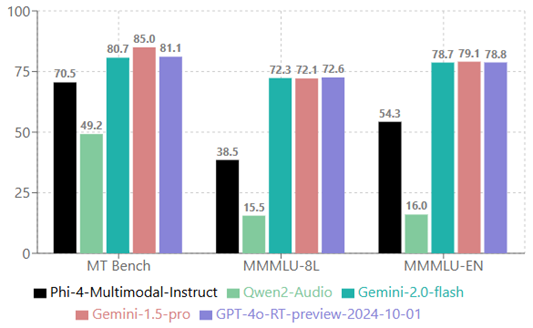 100
75
50
25
0
70.5 49.2 80.7 85.0 81.1
38.5 15.5 72.3 72.1 72.6
54.3 16.0 78.7 79.1 78.8
MT Bench MMMLU-8L MMMLU-EN
Phi-4-Multimodal-Instruct Qwen2-Audio Gemini-2.0-flash
Gemini-1.5-pro GPT-4o-RT-preview-2024-10-01